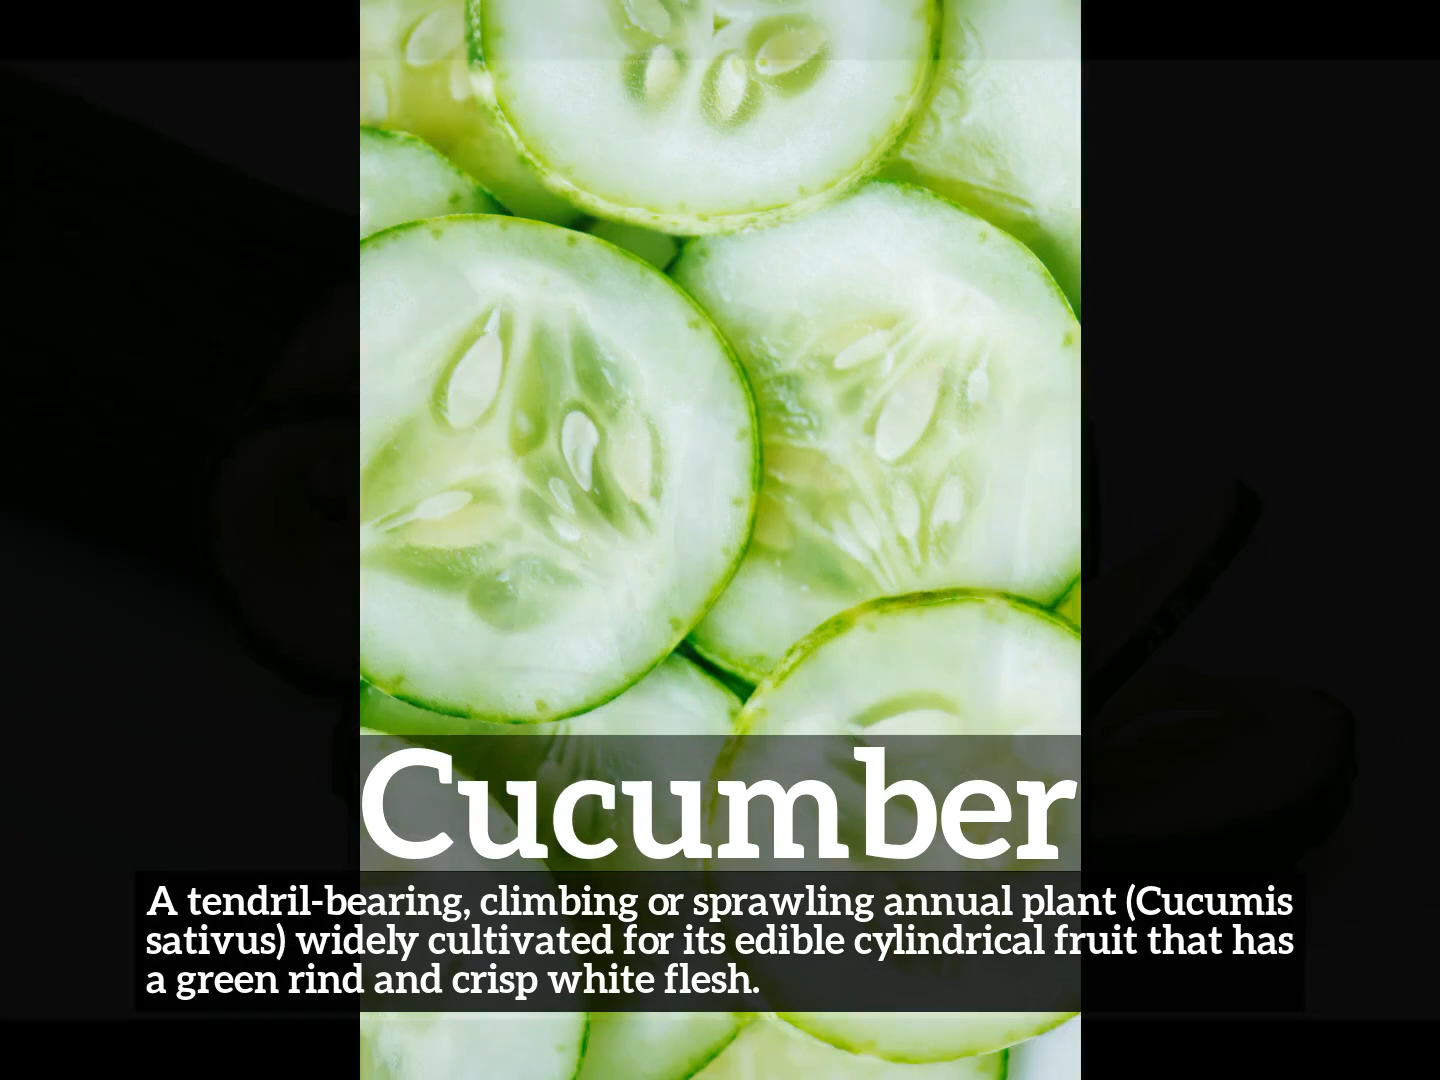 Cucumber
A tendril-bearing, climbing or sprawling annual plant (Cucumis
sativus) widely cultivated for its edible cylindrical fruit that has
a green rind and crisp white flesh.